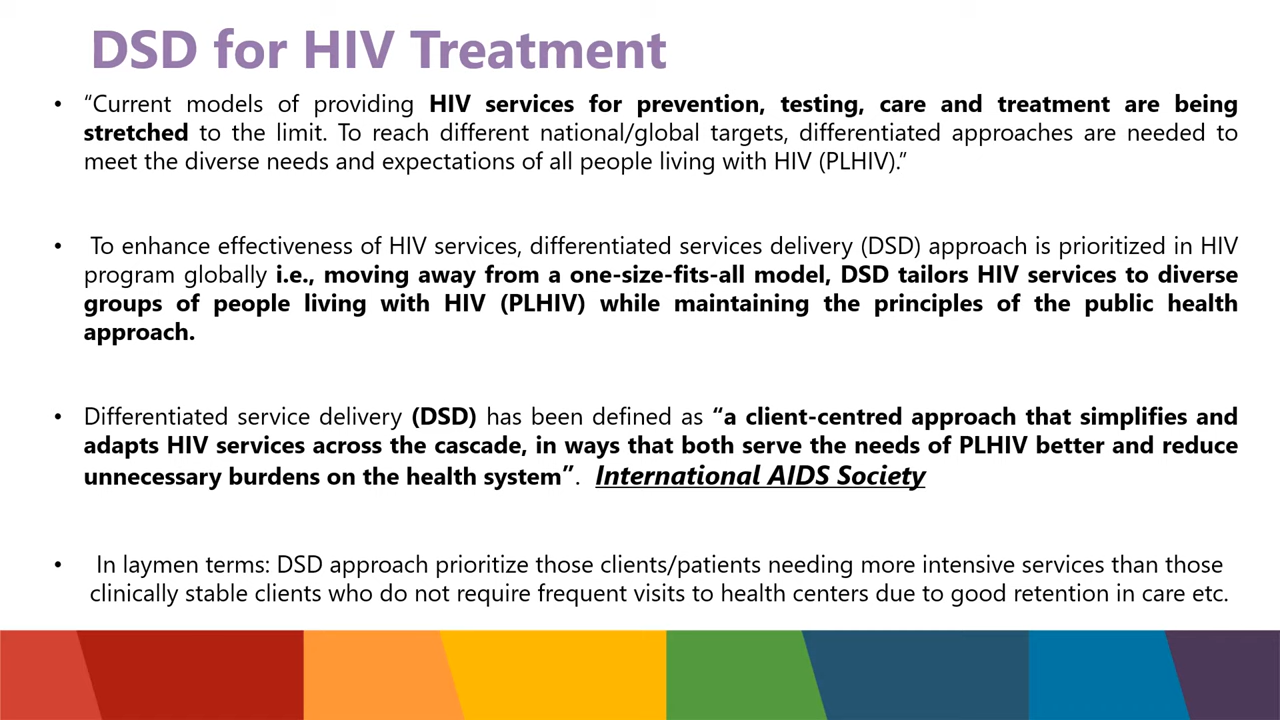 DSD for HIV Treatment
• “Current models of providing HIV services for prevention, testing, care and treatment are being
stretched to the limit. To reach different national/global targets, differentiated approaches are needed to
meet the diverse needs and expectations of all people living with HIV (PLHIV).”
• To enhance effectiveness of HIV services, differentiated services delivery (DSD) approach is prioritized in HIV
program globally i.e., moving away from a one-size-fits-all model, DSD tailors HIV services to diverse
groups of people living with HIV (PLHIV) while maintaining the principles of the public health
approach.
• Differentiated service delivery (DSD) has been defined as “a client-centred approach that simplifies and
adapts HIV services across the cascade, in ways that both serve the needs of PLHIV better and reduce
unnecessary burdens on the health system”. International AIDS Society
• In laymen terms: DSD approach prioritize those clients/patients needing more intensive services than those
clinically stable clients who do not require frequent visits to health centers due to good retention in care etc.